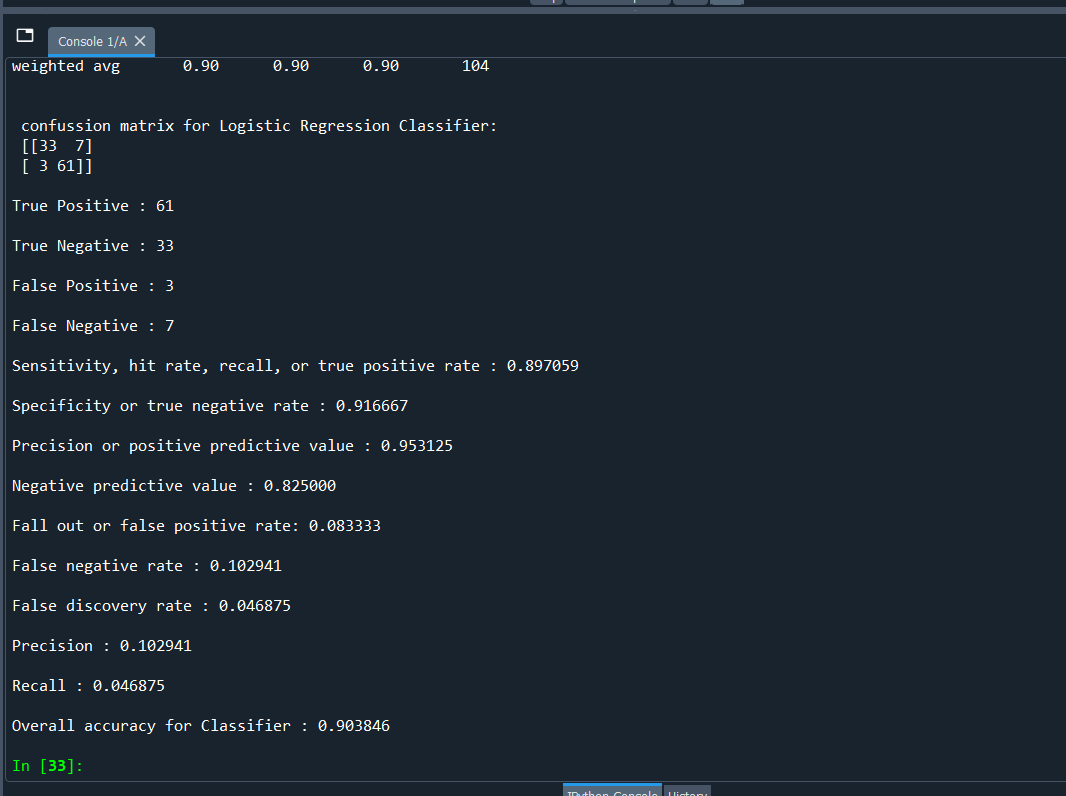 Console 1/A
weighted avg 0.90 0.90 0.90 104
confussion matrix for Logistic Regression Classifier:
[[33 7]
[ 3 61]]
True Positive : 61
True Negative : 33
False Positive : 3
False Negative : 7
Sensitivity, hit rate, recall, or true positive rate : 0.897059
Specificity or true negative rate : 0.916667
Precision or positive predictive value : 0.953125
Negative predictive value : 0.825000
Fall out or false positive rate: 0.083333
False negative rate : 0.102941
False discovery rate : 0.046875
Precision : 0.102941
Recall : 0.046875
Overall accuracy for Classifier : 0.903846
In [33]:
IPython Console History